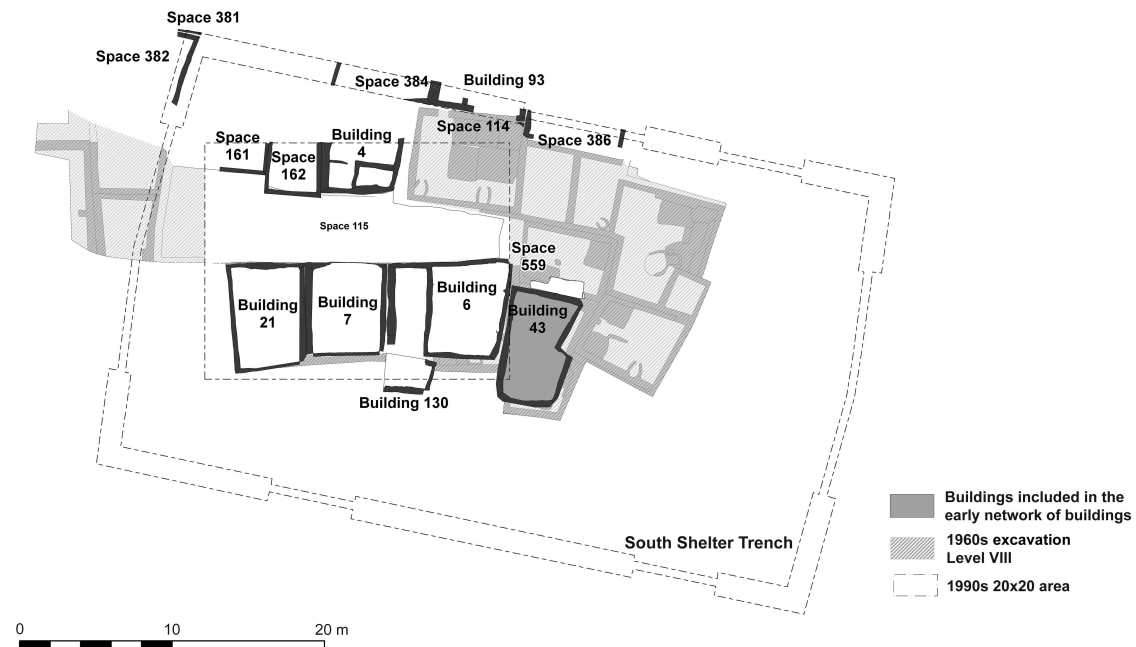 Space 381
Space 382
Space 384
Building 93
Space 114
Space 386
Space
161
Space
162
Building
4
Space 115
Space
559
Building
21
Building
7
Building
6
Building
43
Building 130
South Shelter Trench
Buildings included in the
early network of buildings
1960s excavation
Level VIII
1990s 20x20 area
0 10 20 m